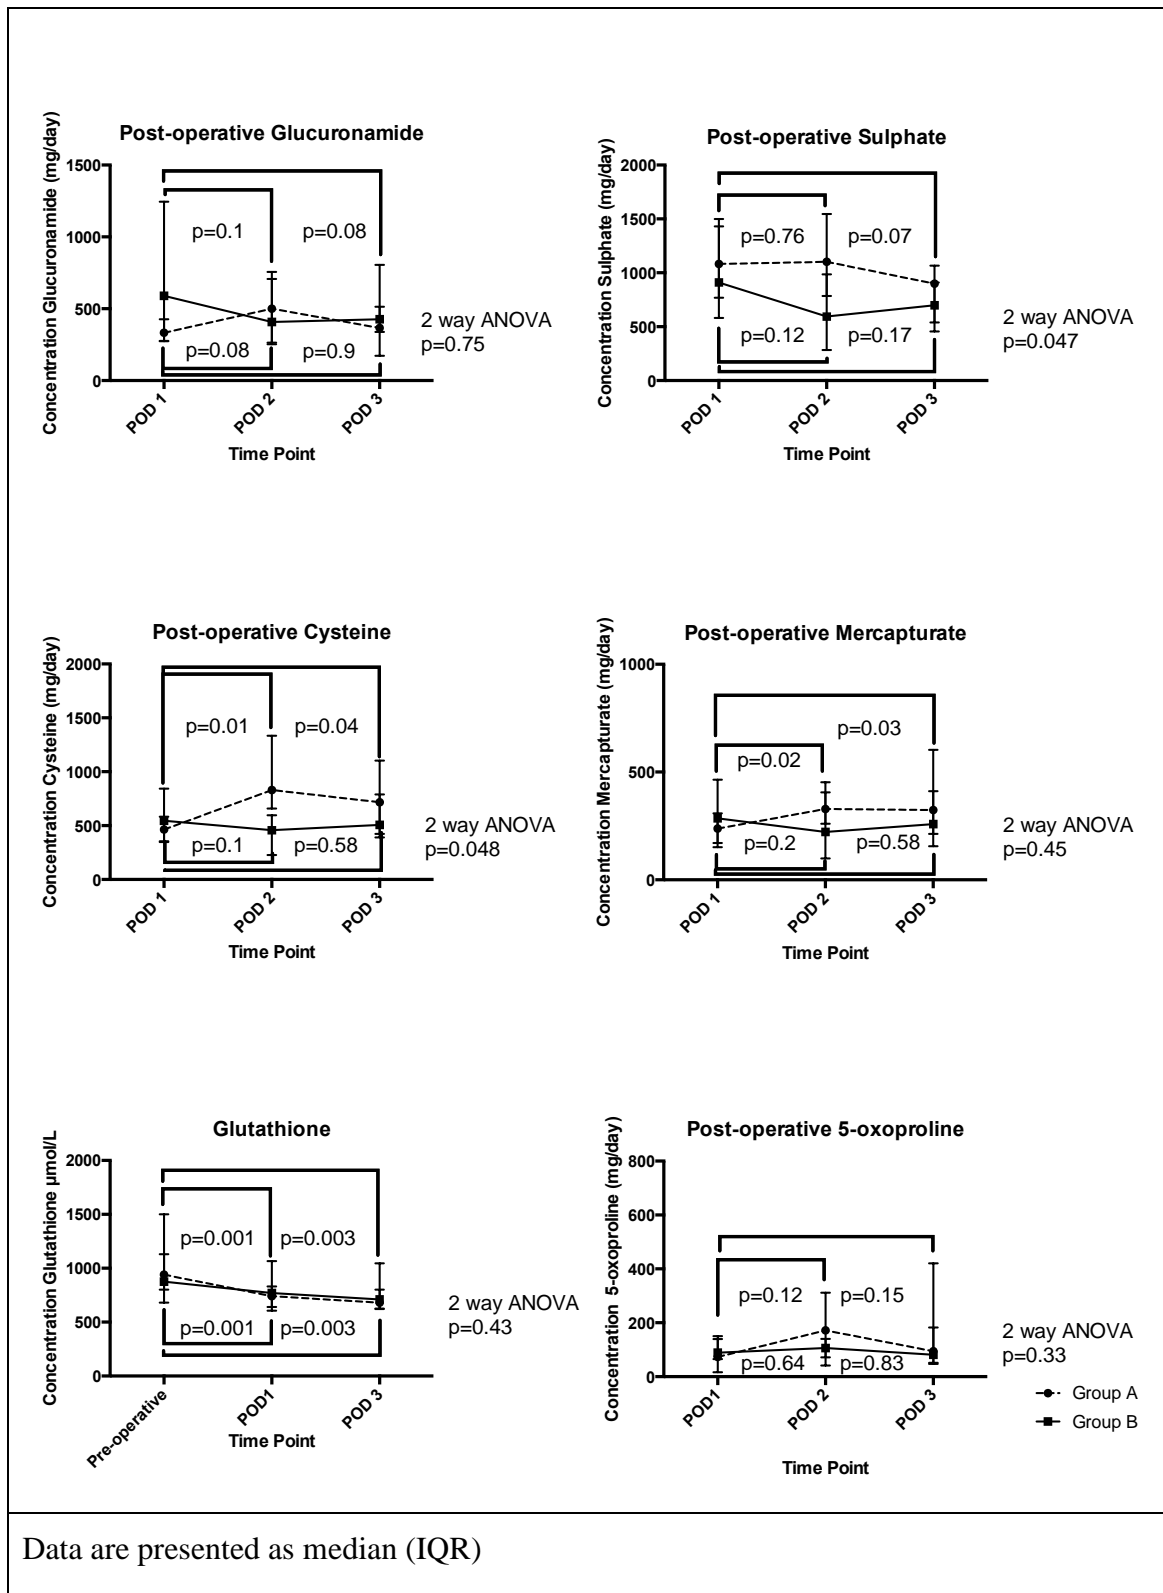 Post-operative Glucuronamide
Concentration Glucuronamide (mg/day)
1500
1000
500
0
p=0.1
p=0.08
p=0.08
p=0.9
2 way ANOVA
p=0.75
POD 1
POD 2
POD 3
Time Point
Post-operative Sulphate
Concentration Sulphate (mg/day)
2000
1500
1000
500
0
p=0.76
p=0.07
p=0.12
p=0.17
2 way ANOVA
p=0.047
POD 1
POD 2
POD 3
Time Point
Post-operative Cysteine
Concentration Cysteine (mg/day)
2000
1500
1000
500
0
p=0.01
p=0.04
p=0.1
p=0.58
2 way ANOVA
p=0.048
POD 1
POD 2
POD 3
Time Point
Post-operative Mercapturate
Concentration Mercapturate (mg/day)
1000
500
0
p=0.03
p=0.02
p=0.2
p=0.58
2 way ANOVA
p=0.45
POD 1
POD 2
POD 3
Time Point
Glutathione
Concentration Glutathione µmol/L
2000
1500
1000
500
0
p=0.001
p=0.003
p=0.001
p=0.003
2 way ANOVA
p=0.43
Pre-operative
POD1
POD 3
Time Point
Post-operative 5-oxoproline
Concentration 5-oxoproline (mg/day)
800
600
400
200
0
p=0.12
p=0.15
p=0.64
p=0.83
2 way ANOVA
p=0.33
POD1
POD 2
POD 3
Time Point
Group A
Group B
Data are presented as median (IQR)